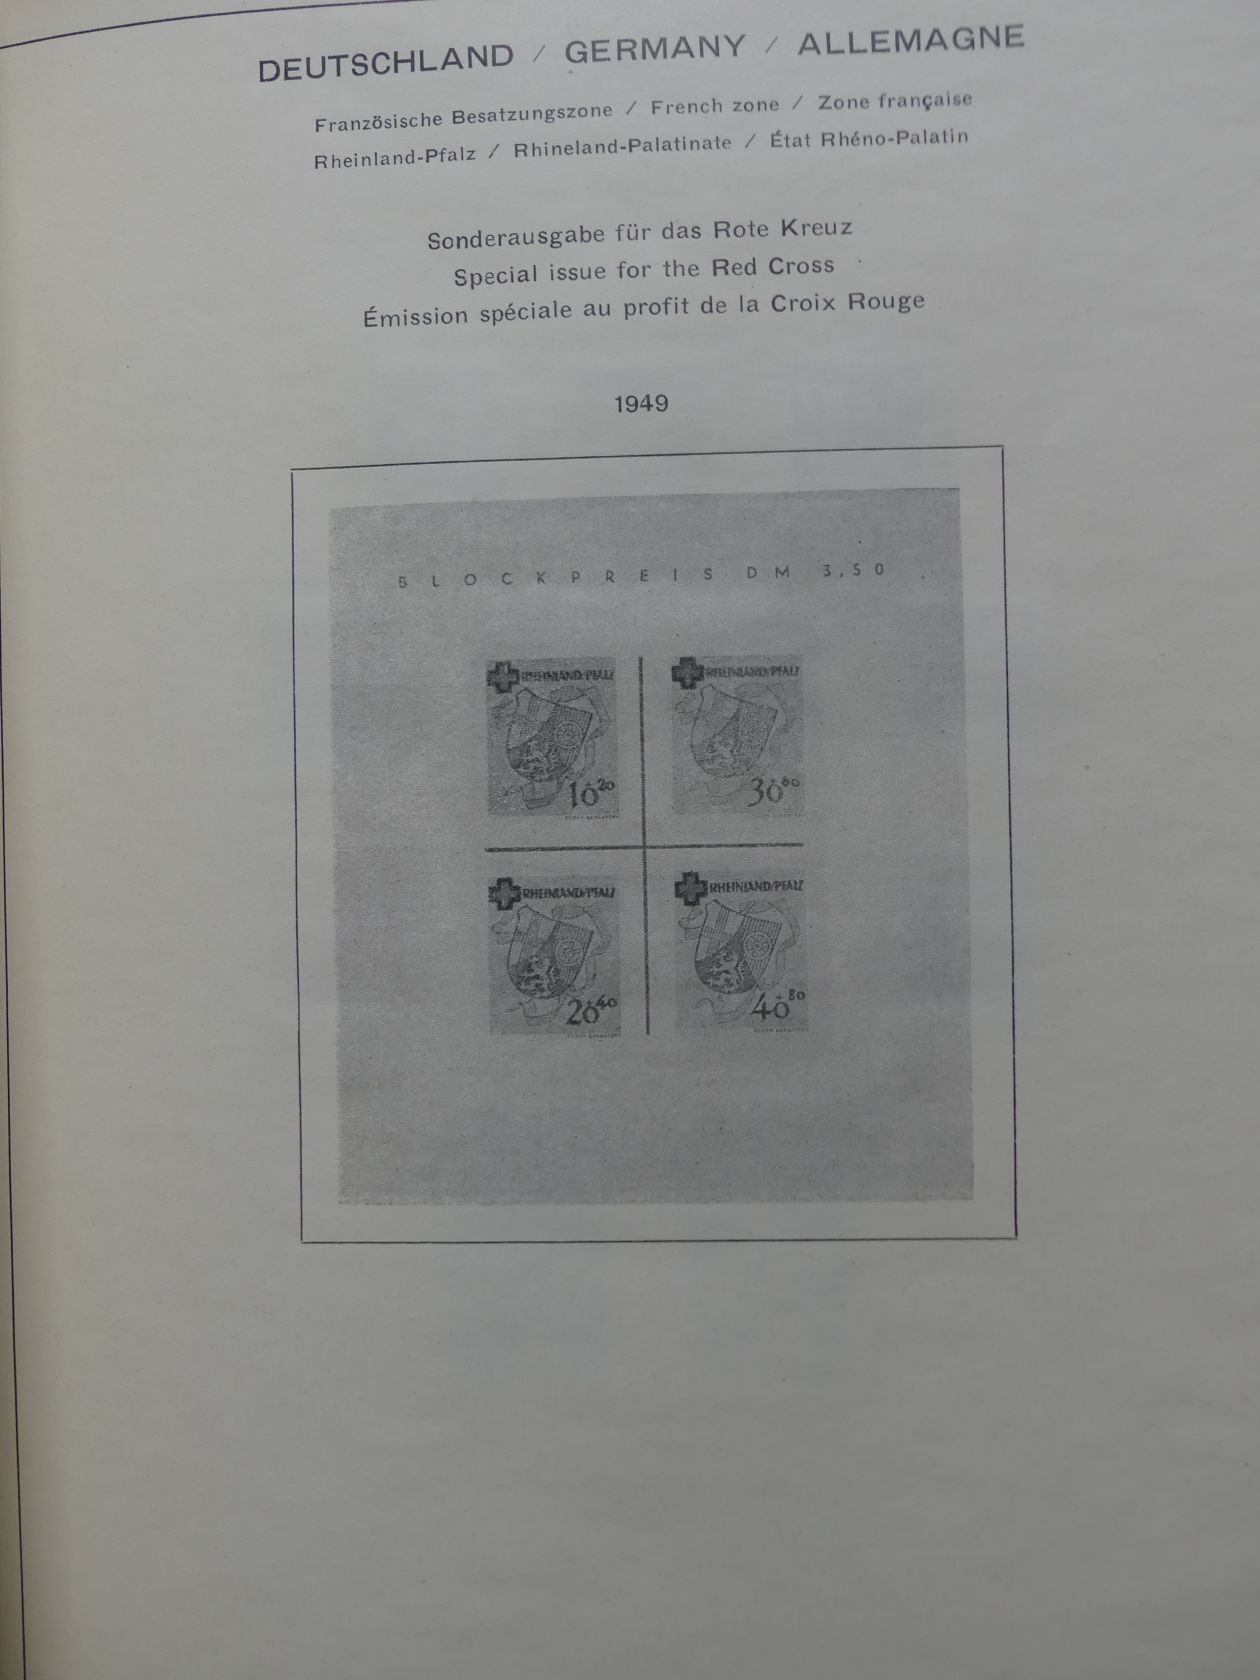 DEUTSCHLAND / GERMANY / ALLEMAGNE
Französische Besatzungszone / French zone / Zone française
Rheinland-Pfalz / Rhineland-Palatinate / État Rhéno-Palatin
Sonderausgabe für das Rote Kreuz
Special issue for the Red Cross
Émission spéciale au profit de la Croix Rouge
1949
BLOCKPREIS DM 3,50
RHEINLAND/PFALZ
10+20
RHEINLAND/PFALZ
30+60
RHEINLAND/PFALZ
20+40
RHEINLAND/PFALZ
40+80